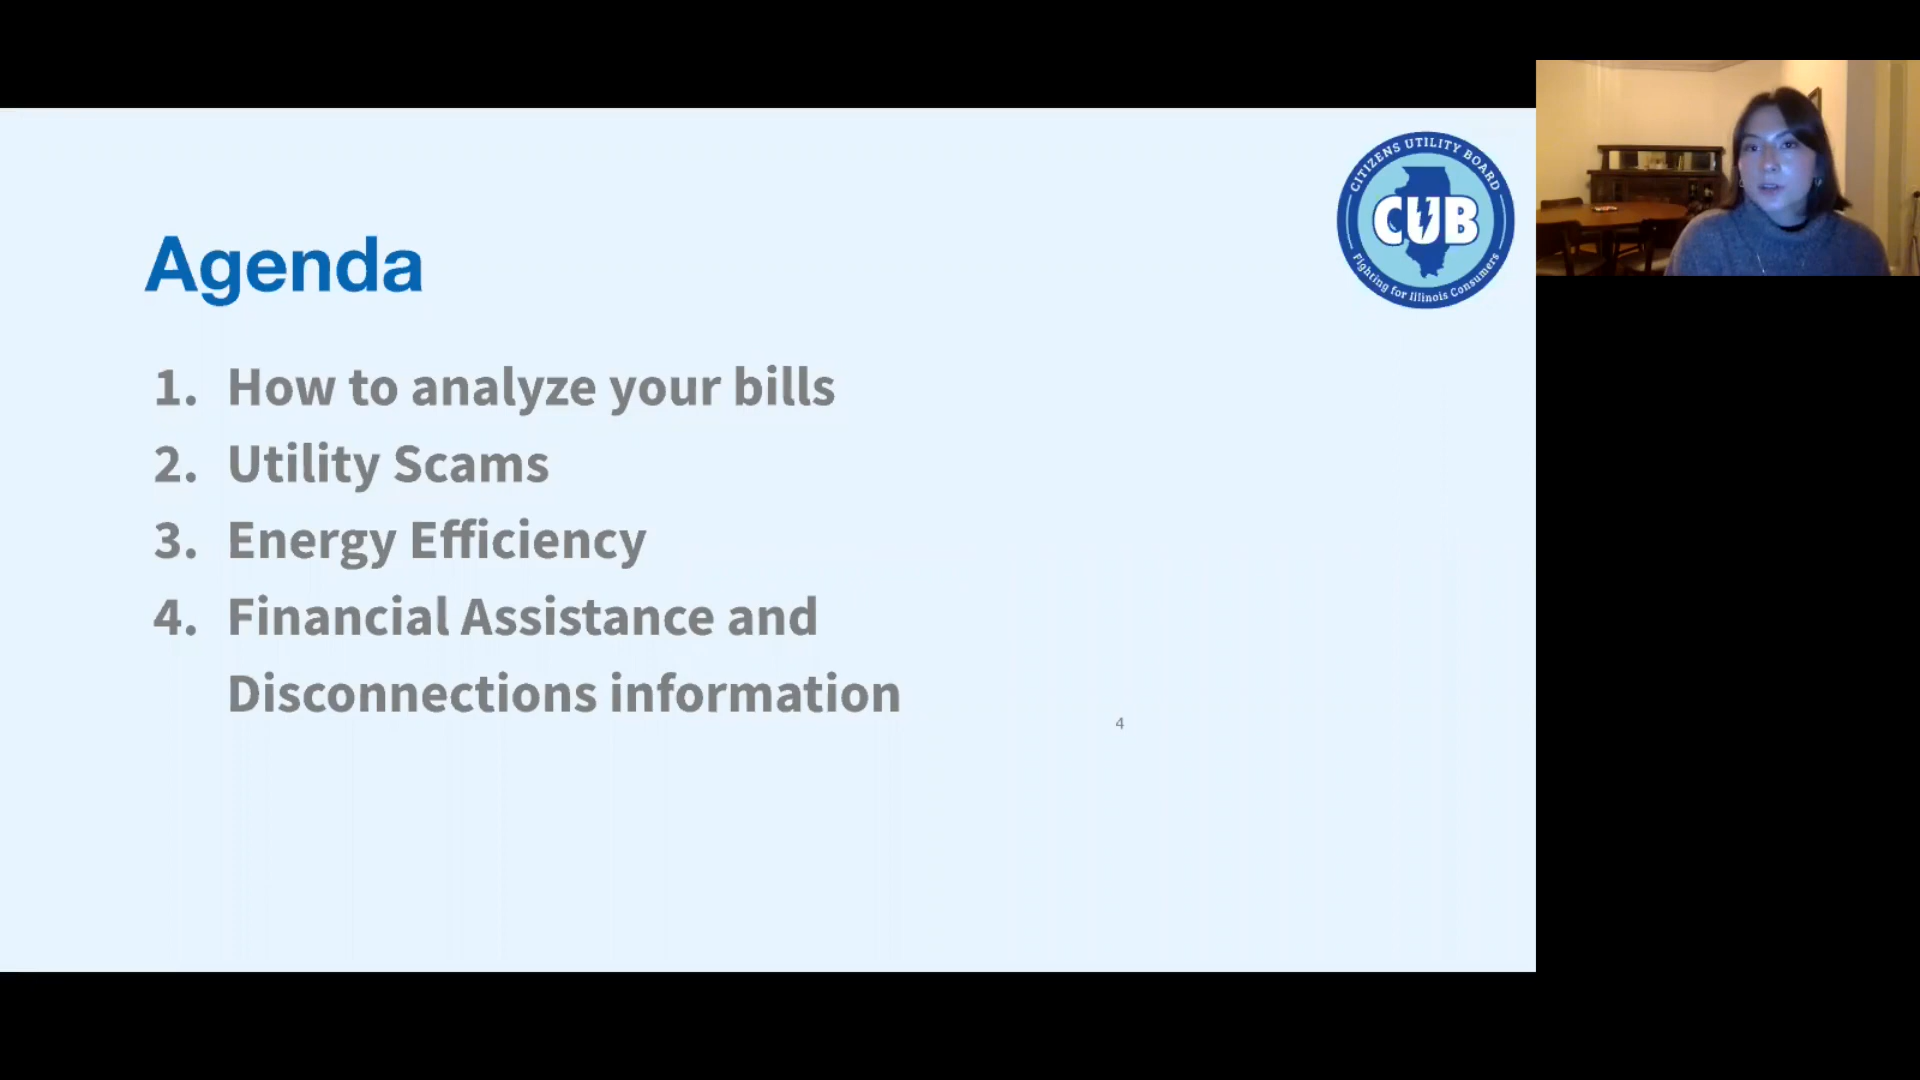 CITIZENS UTILITY BOARD
CUB
Fighting for Illinois Consumers
Agenda
1. How to analyze your bills
2. Utility Scams
3. Energy Efficiency
4. Financial Assistance and
Disconnections information
4